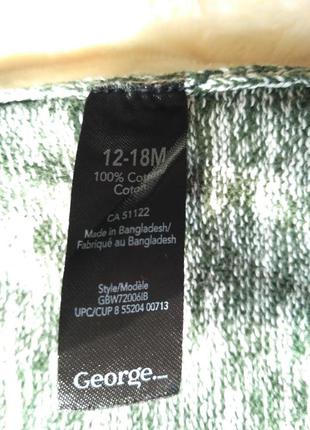 12-18M
100% Cotton
Coton
CA 51122
Made in Bangladesh/
Fabriqué au Bangladesh
Style/Modèle
GBW72006IB
UPC/CUP 8 55204 00713
George.